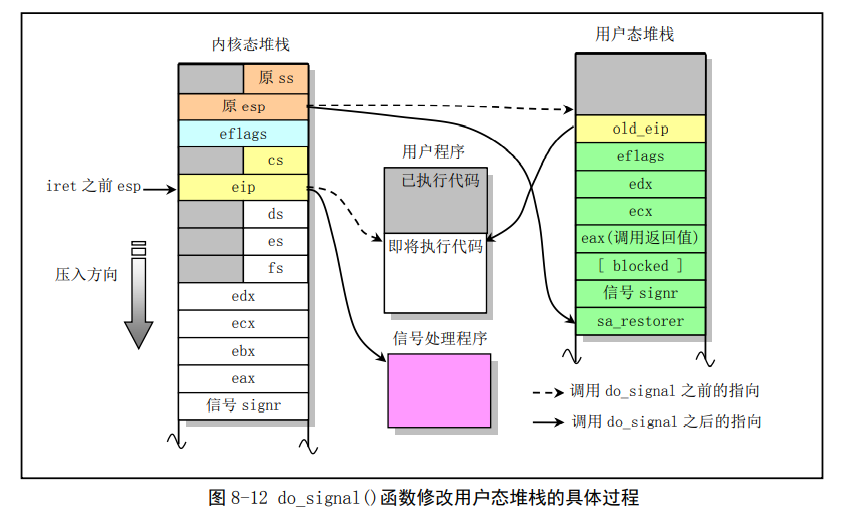 内核态堆栈
原 ss
原 esp
eflags
cs
iret 之前 esp
eip
ds
es
fs
压入方向
edx
ecx
ebx
eax
信号 signr
用户程序
已执行代码
即将执行代码
信号处理程序
用户态堆栈
old_eip
eflags
edx
ecx
eax(调用返回值)
[ blocked ]
信号 signr
sa_restorer
调用 do_signal 之前的指向
调用 do_signal 之后的指向
图 8-12 do_signal()函数修改用户态堆栈的具体过程